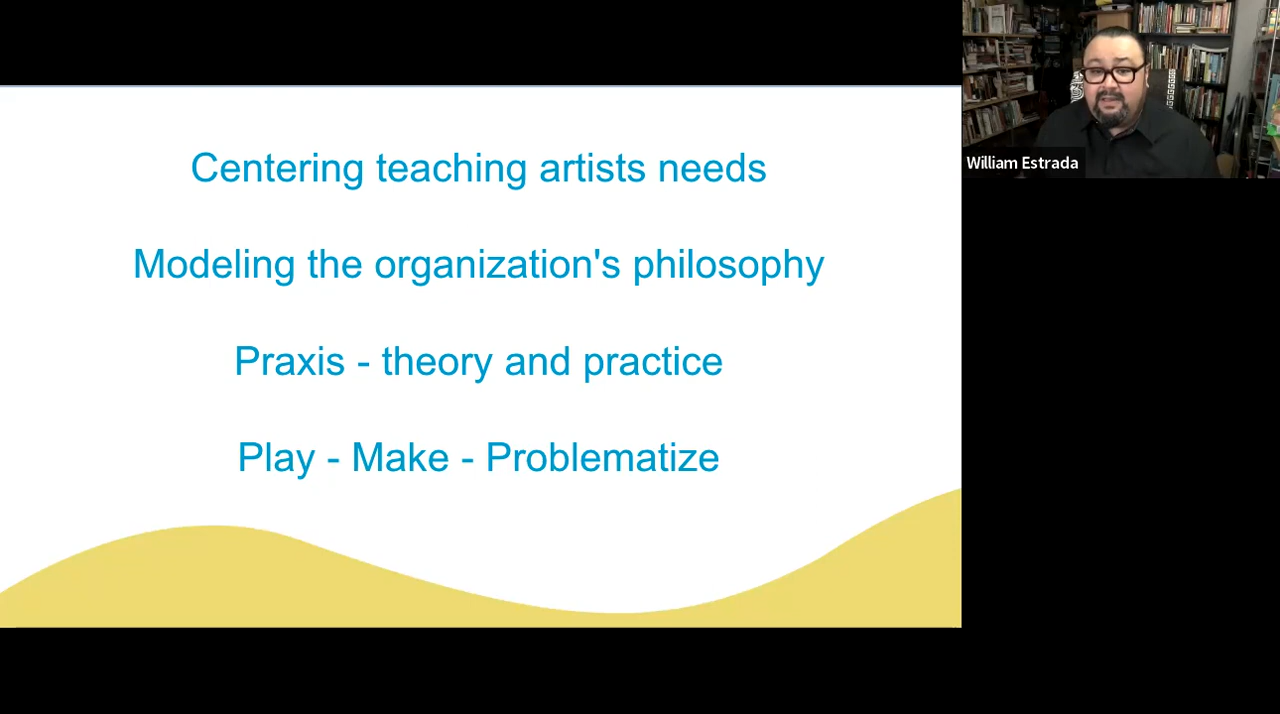 Centering teaching artists needs
Modeling the organization's philosophy
Praxis - theory and practice
Play - Make - Problematize
William Estrada